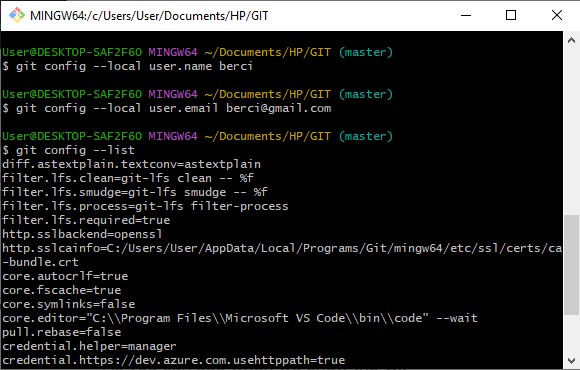 MINGW64:/c/Users/User/Documents/HP/GIT
User@DESKTOP-SAF2F6O MINGW64 ~/Documents/HP/GIT (master)
$ git config --local user.name berci
User@DESKTOP-SAF2F6O MINGW64 ~/Documents/HP/GIT (master)
$ git config --local user.email berci@gmail.com
User@DESKTOP-SAF2F6O MINGW64 ~/Documents/HP/GIT (master)
$ git config --list
diff.astextplain.textconv=astextplain
filter.lfs.clean=git-lfs clean -- %f
filter.lfs.smudge=git-lfs smudge -- %f
filter.lfs.process=git-lfs filter-process
filter.lfs.required=true
http.sslbackend=openssl
http.sslcainfo=C:/Users/User/AppData/Local/Programs/Git/mingw64/etc/ssl/certs/ca
-bundle.crt
core.autocrlf=true
core.fscache=true
core.symlinks=false
core.editor="C:\\Program Files\\Microsoft VS Code\\bin\\code" --wait
pull.rebase=false
credential.helper=manager
credential.https://dev.azure.com.usehttppath=true